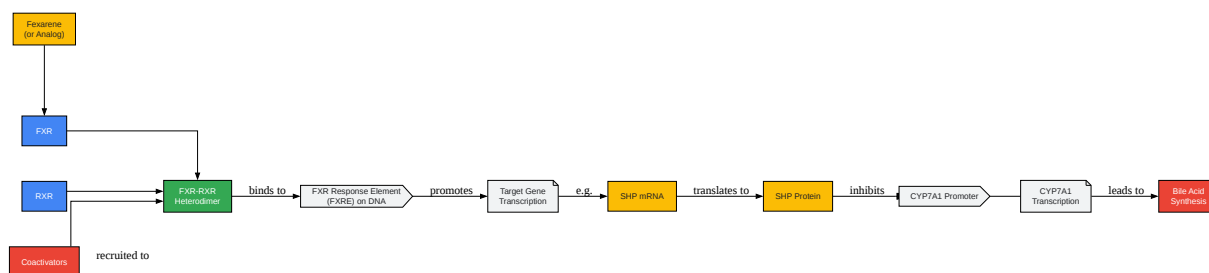 Fexarene
(or Analog)
FXR
RXR
FXR-RXR
Heterodimer
binds to
FXR Response Element
(FXRE) on DNA
promotes
Target Gene
Transcription
e.g.
SHP mRNA
translates to
SHP Protein
inhibits
CYP7A1 Promoter
CYP7A1
Transcription
leads to
Bile Acid
Synthesis
Coactivators
recruited to